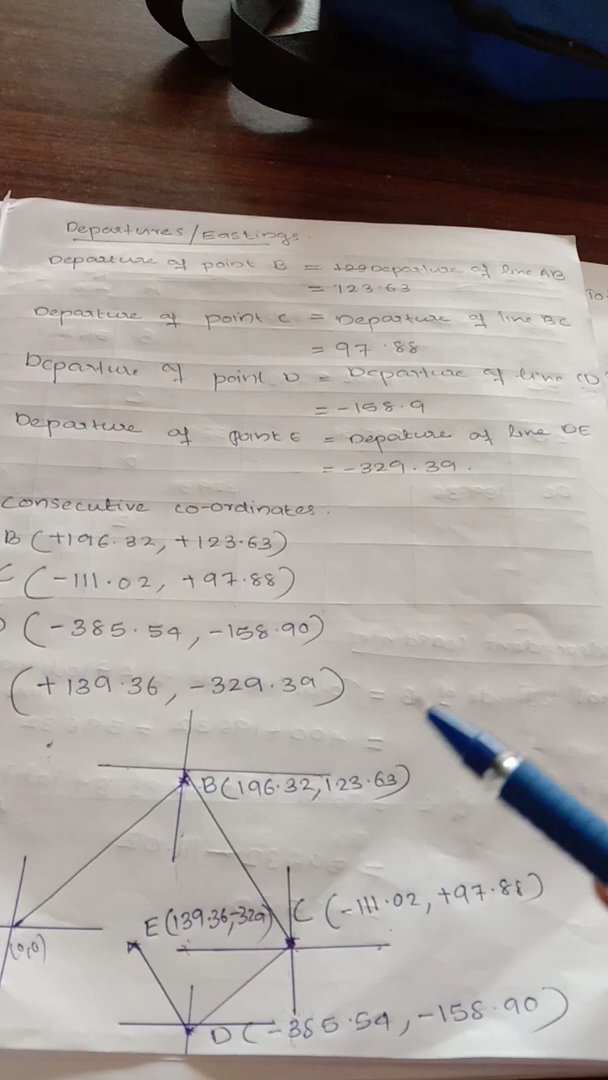 Departures/Eastings.
Departure of point B = Departure of line AB
= 123.63
Departure of point C = Departure of line BC
= 97.88
Departure of point D = Departure of line CD
= -158.9
Departure of point E = Depature of line DE
= -329.39.
consecutive co-ordinates.
B (+196.32, +123.63)
C (-111.02, +97.88)
D (-385.54, -158.90)
(+139.36, -329.39)
B(196.32, 123.63)
C (-111.02, +97.88)
E(139.36, -329)
(0,0)
D (-385.54, -158.90)